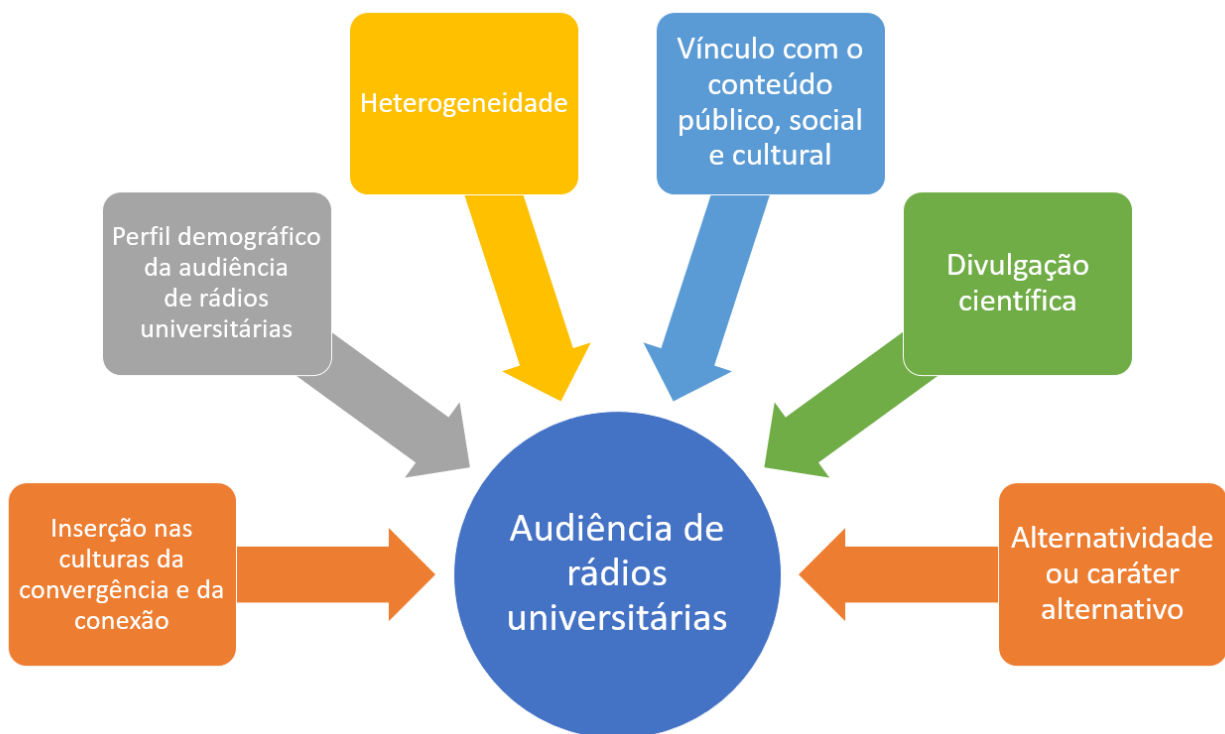 Heterogeneidade
Vínculo com o
conteúdo
público, social
e cultural
Perfil demográfico
da audiência
de rádios
universitárias
Divulgação
científica
Inserção nas
culturas da
convergência e da
conexão
Audiência de
rádios
universitárias
Alternatividade
ou caráter
alternativo